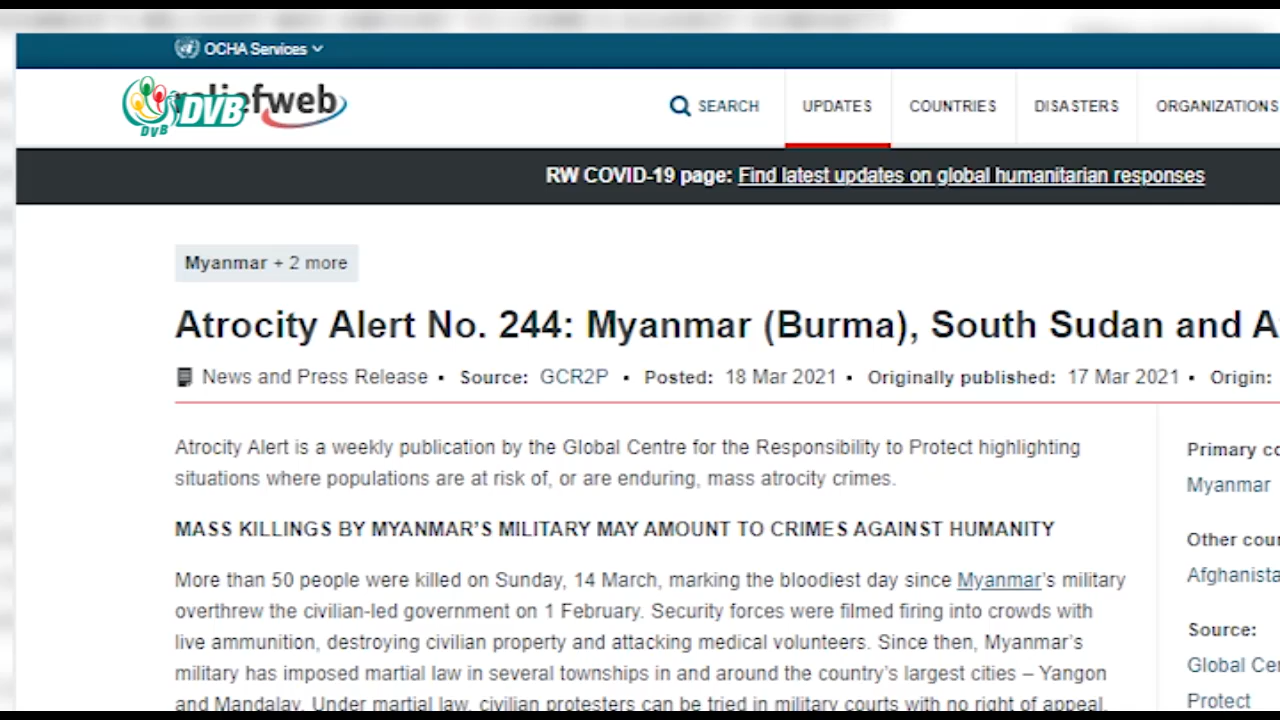 OCHA Services
DVB
DVB
reliefweb
SEARCH
UPDATES
COUNTRIES
DISASTERS
ORGANIZATIONS
RW COVID-19 page: Find latest updates on global humanitarian responses
Myanmar + 2 more
Atrocity Alert No. 244: Myanmar (Burma), South Sudan and A
News and Press Release ▪ Source: GCR2P ▪ Posted: 18 Mar 2021 ▪ Originally published: 17 Mar 2021 ▪ Origin:
Atrocity Alert is a weekly publication by the Global Centre for the Responsibility to Protect highlighting
situations where populations are at risk of, or are enduring, mass atrocity crimes.
MASS KILLINGS BY MYANMAR'S MILITARY MAY AMOUNT TO CRIMES AGAINST HUMANITY
More than 50 people were killed on Sunday, 14 March, marking the bloodiest day since Myanmar's military
overthrew the civilian-led government on 1 February. Security forces were filmed firing into crowds with
live ammunition, destroying civilian property and attacking medical volunteers. Since then, Myanmar's
military has imposed martial law in several townships in and around the country's largest cities – Yangon
and Mandalay. Under martial law, civilian protesters can be tried in military courts with no right of appeal,
Primary co
Myanmar
Other coun
Afghanista
Source:
Global Cen
Protect